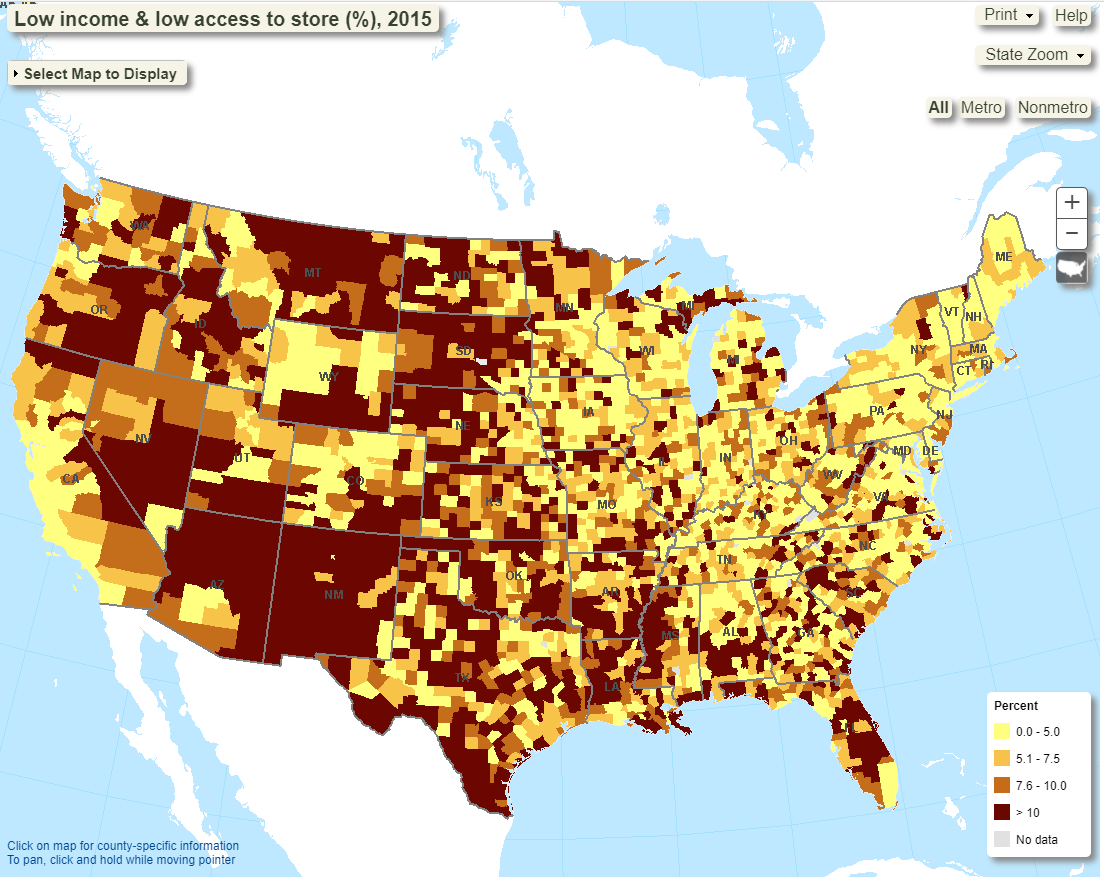 Low income & low access to store (%), 2015
Print
Help
State Zoom
Select Map to Display
All Metro Nonmetro
+
−
WA
MT
ND
MN
OR
ID
SD
WI
MI
MI
ME
VT
NH
NY
MA
CT
RI
WY
NE
IA
PA
NJ
NV
UT
CO
IL
IN
OH
MD
DE
CA
KS
MO
WV
VA
AZ
NM
OK
AR
TN
NC
SC
TX
LA
MS
AL
GA
Percent
0.0 - 5.0
5.1 - 7.5
7.6 - 10.0
> 10
No data
Click on map for county-specific information
To pan, click and hold while moving pointer